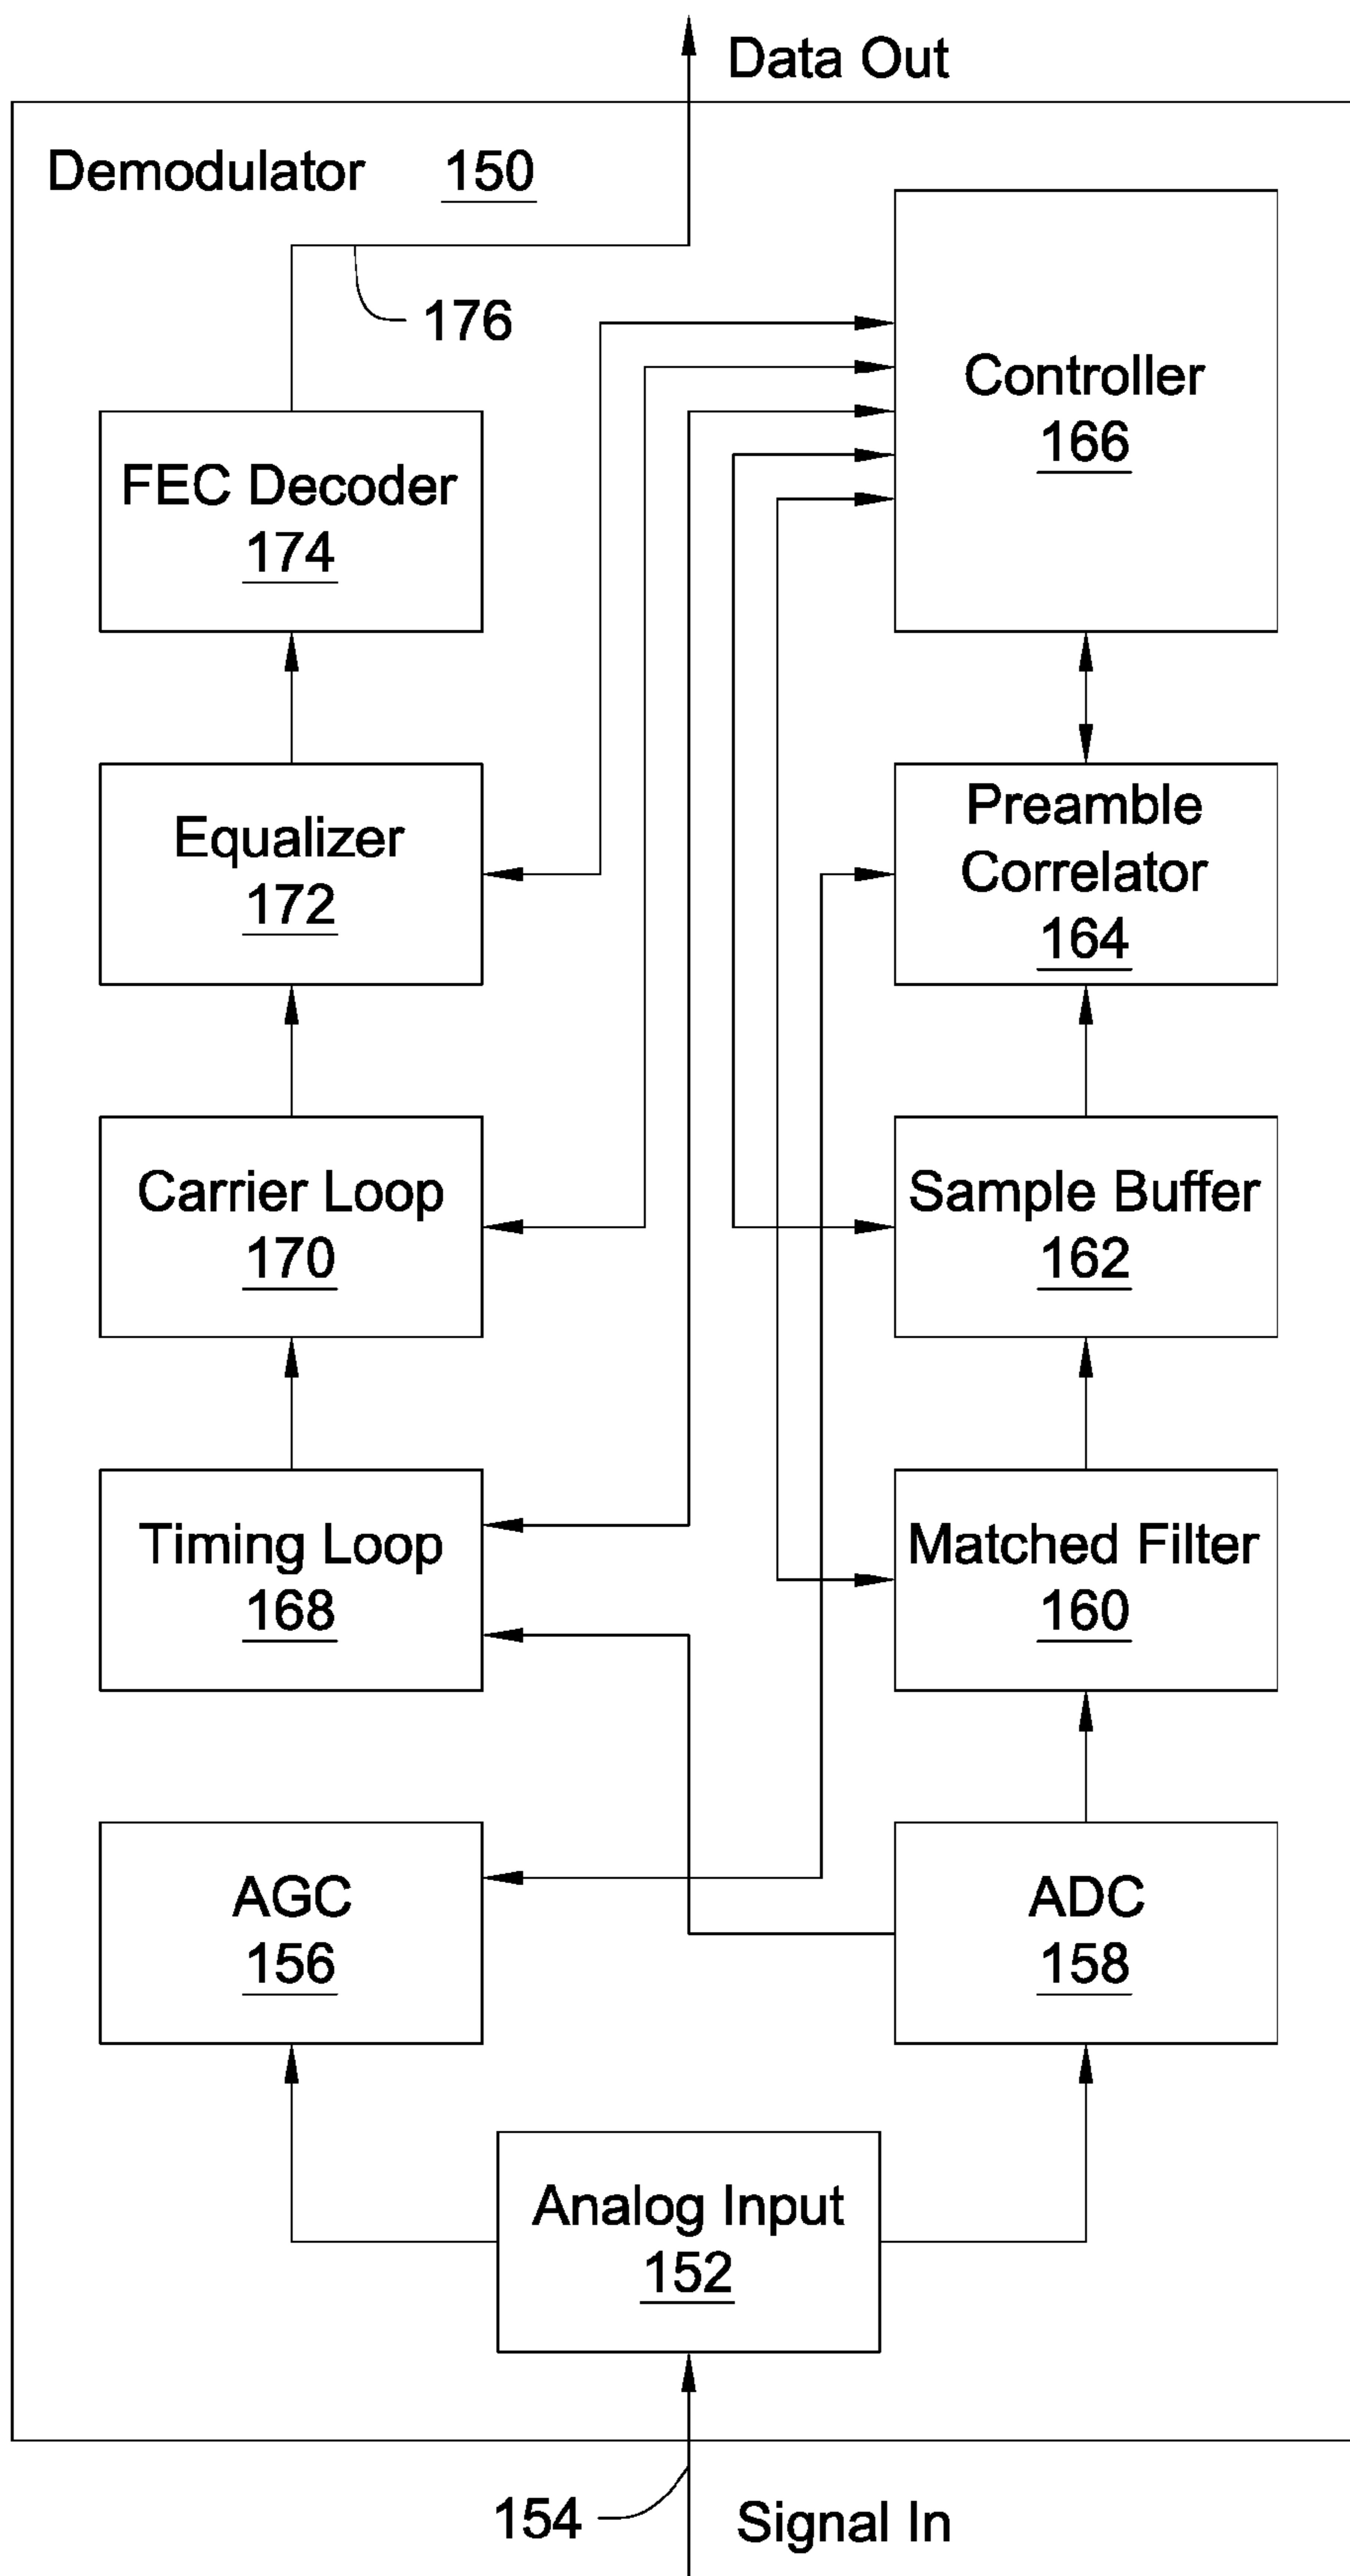 Data Out
Demodulator 150
176
Controller
166
FEC Decoder
174
Preamble
Correlator
164
Equalizer
172
Carrier Loop
170
Sample Buffer
162
Timing Loop
168
Matched Filter
160
AGC
156
ADC
158
Analog Input
152
154
Signal In